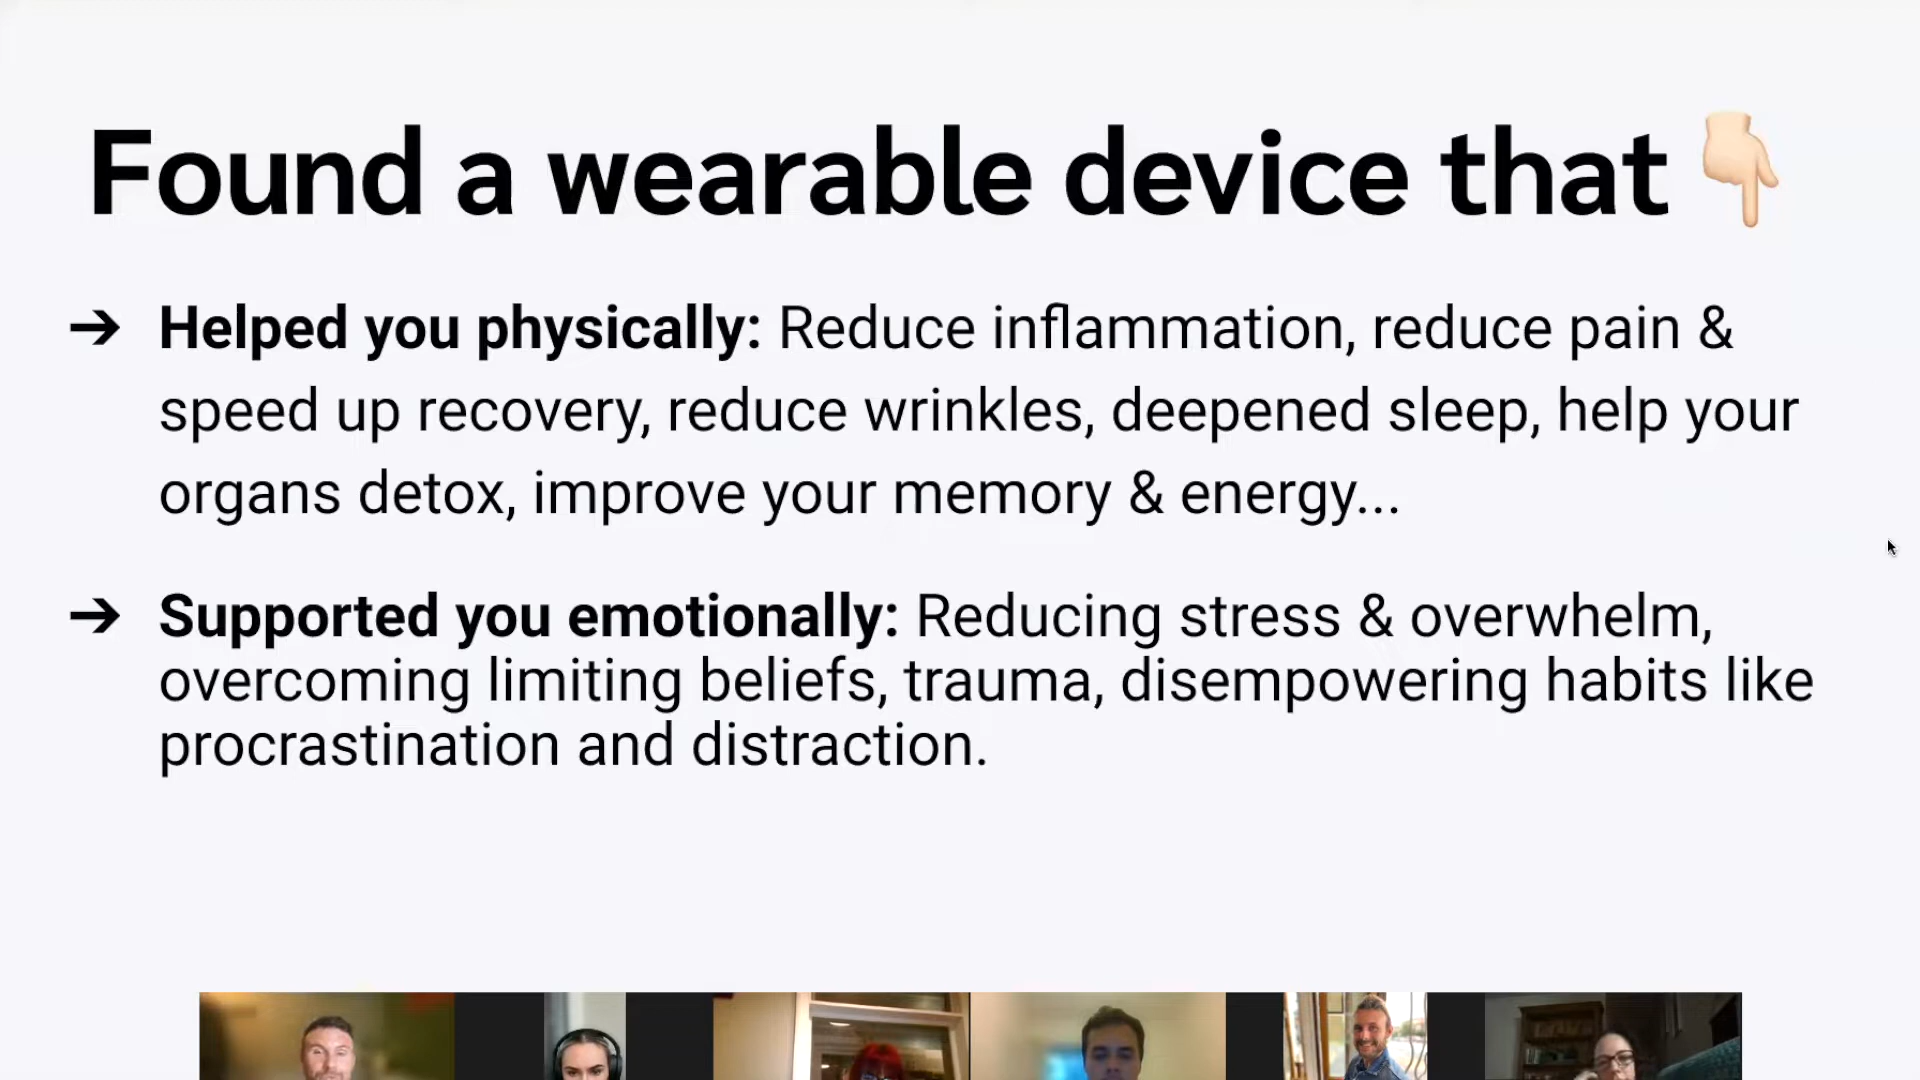 Found a wearable device that 👇🏻
➔ Helped you physically: Reduce inflammation, reduce pain &
speed up recovery, reduce wrinkles, deepened sleep, help your
organs detox, improve your memory & energy...
➔ Supported you emotionally: Reducing stress & overwhelm,
overcoming limiting beliefs, trauma, disempowering habits like
procrastination and distraction.